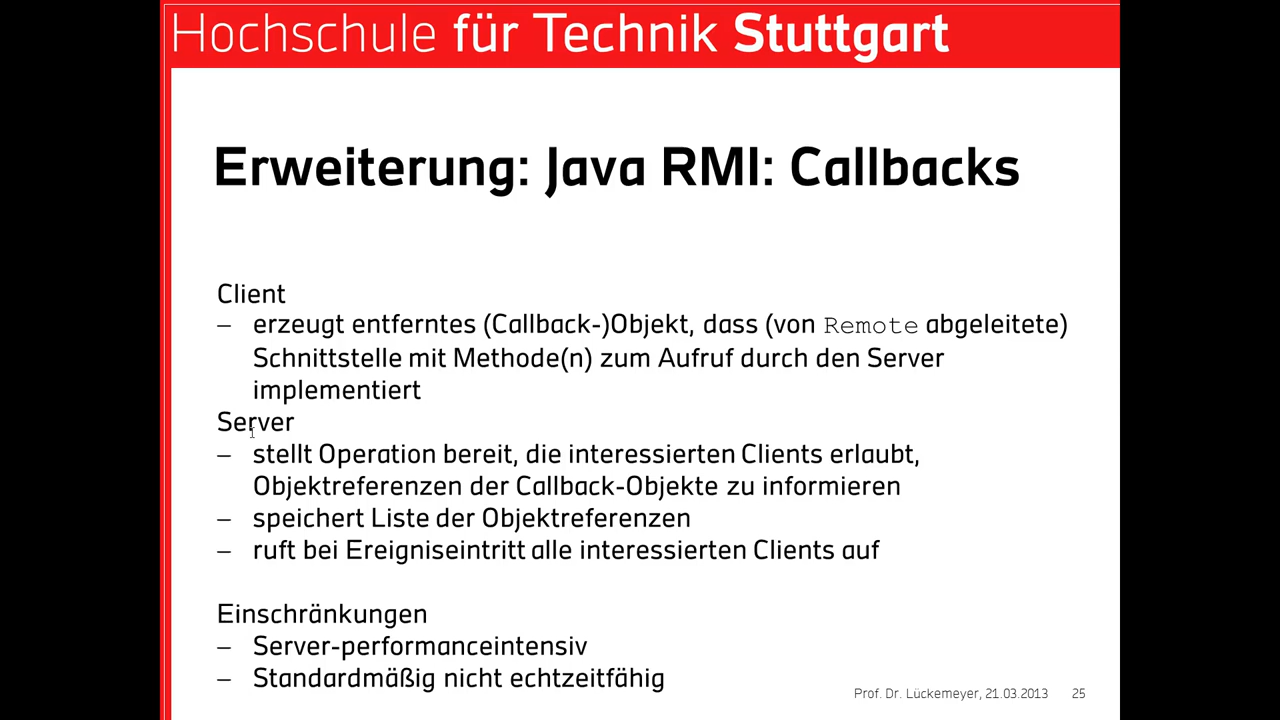 Hochschule für Technik Stuttgart
Erweiterung: Java RMI: Callbacks
Client
– erzeugt entferntes (Callback-)Objekt, dass (von Remote abgeleitete)
Schnittstelle mit Methode(n) zum Aufruf durch den Server
implementiert
Server
– stellt Operation bereit, die interessierten Clients erlaubt,
Objektreferenzen der Callback-Objekte zu informieren
– speichert Liste der Objektreferenzen
– ruft bei Ereigniseintritt alle interessierten Clients auf
Einschränkungen
– Server-performanceintensiv
– Standardmäßig nicht echtzeitfähig
Prof. Dr. Lückemeyer, 21.03.2013 25